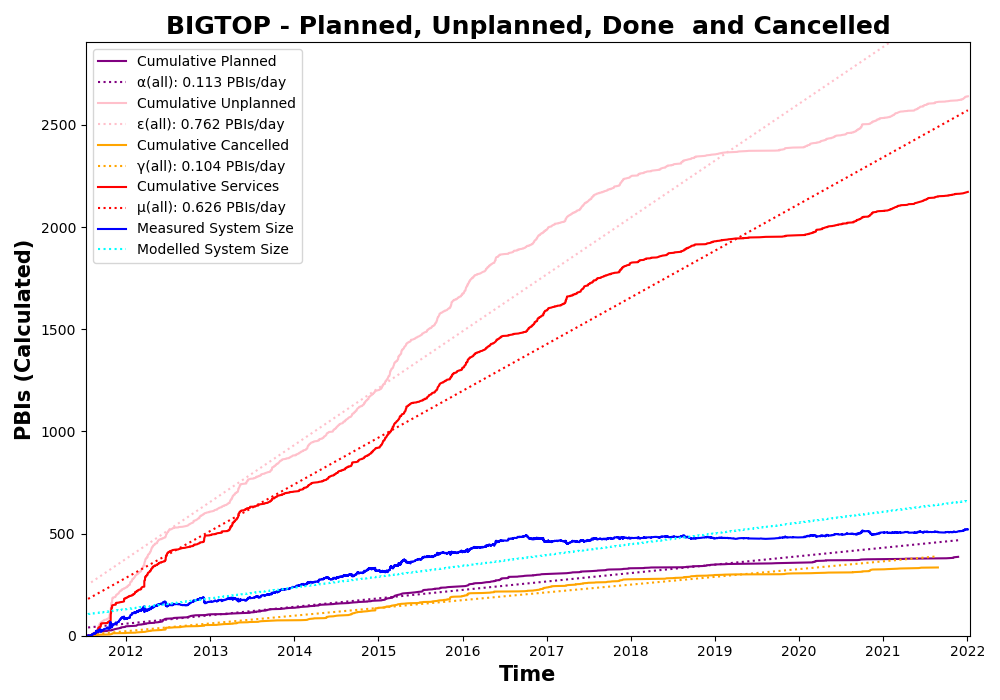 BIGTOP - Planned, Unplanned, Done  and Cancelled
Cumulative Planned
α(all): 0.113 PBIs/day
Cumulative Unplanned
ε(all): 0.762 PBIs/day
Cumulative Cancelled
γ(all): 0.104 PBIs/day
Cumulative Services
μ(all): 0.626 PBIs/day
Measured System Size
Modelled System Size
PBIs (Calculated)
2500
2000
1500
1000
500
0
2012 2013 2014 2015 2016 2017 2018 2019 2020 2021 2022
Time